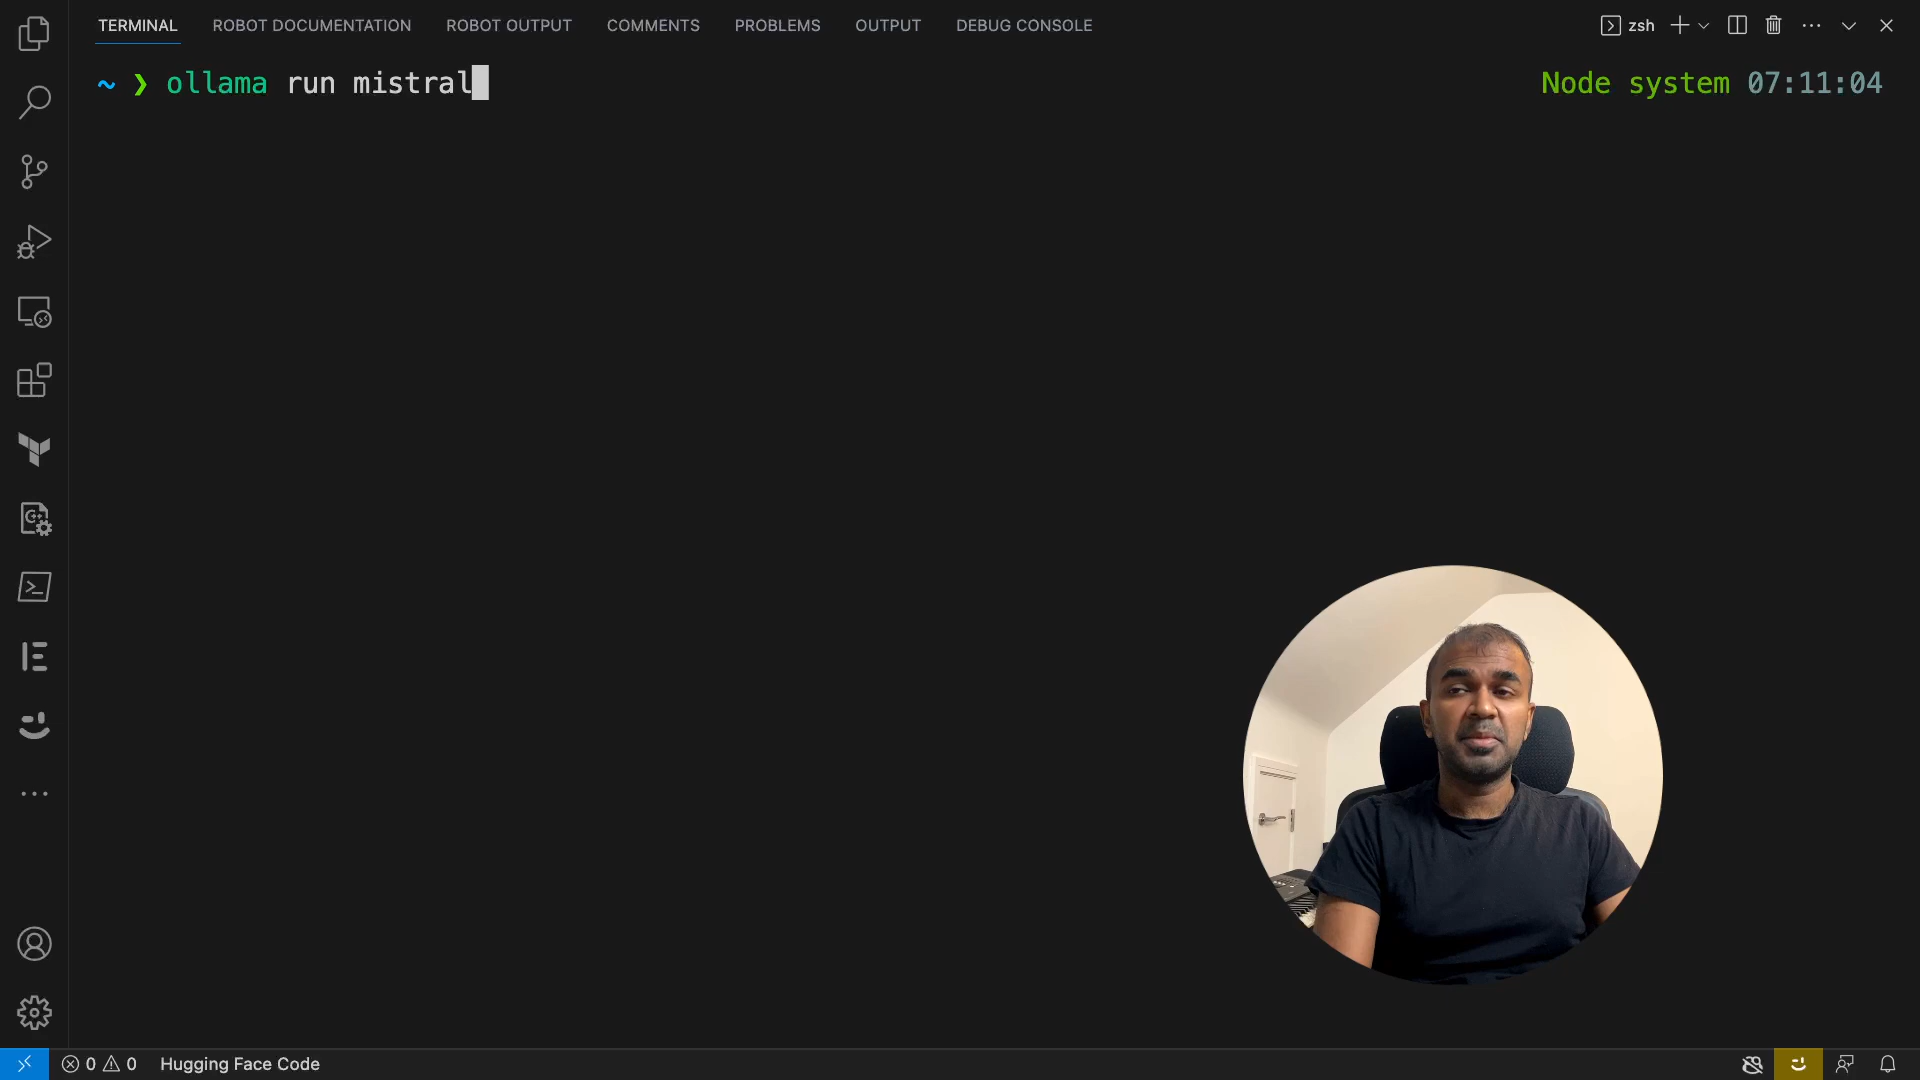 TERMINAL ROBOT DOCUMENTATION ROBOT OUTPUT COMMENTS PROBLEMS OUTPUT DEBUG CONSOLE zsh
~ ❯ ollama run mistral Node system 07:11:04
0 0 Hugging Face Code